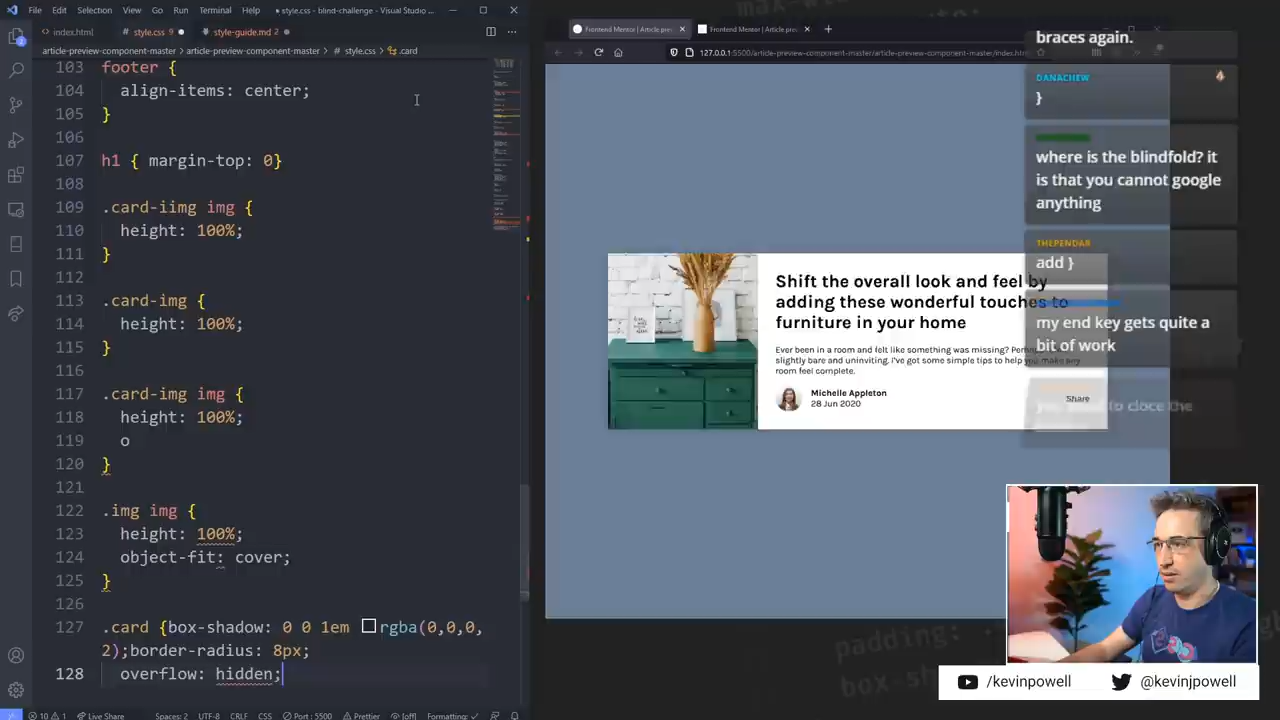 File Edit Selection View Go Run Terminal Help
style.css - blind-challenge - Visual Studio ...
index.html
style.css 9
style-guide.md 2
article-preview-component-master > article-preview-component-master > style.css > .card
103 footer {
104 align-items: center;
105 }
106
107 h1 { margin-top: 0}
108
109 .card-iimg img {
110 height: 100%;
111 }
112
113 .card-img {
114 height: 100%;
115 }
116
117 .card-img img {
118 height: 100%;
119 o
120 }
121
122 .img img {
123 height: 100%;
124 object-fit: cover;
125 }
126
127 .card {box-shadow: 0 0 1em rgba(0,0,0,
2);border-radius: 8px;
128 overflow: hidden;
10 1 Live Share
Spaces: 2 UTF-8 CRLF CSS Port : 5500 Prettier [off] Formatting:
Frontend Mentor | Article pre
Frontend Mentor | Article pre
127.0.0.1:5500/article-preview-component-master/article-preview-component-master/index.htm
Shift the overall look and feel by
adding these wonderful touches to
furniture in your home
Ever been in a room and felt like something was missing?
slightly bare and uninviting. I've got some simple tips to help you make any
room feel complete.
Michelle Appleton
28 Jun 2020
Share
braces again.
DANACHEW
}
where is the blindfold? it
is that you cannot google
anything
THEPENDAR
add }
my end key gets quite a
bit of work
to cloce the
padding:
/kevinpowell
@kevinjpowell